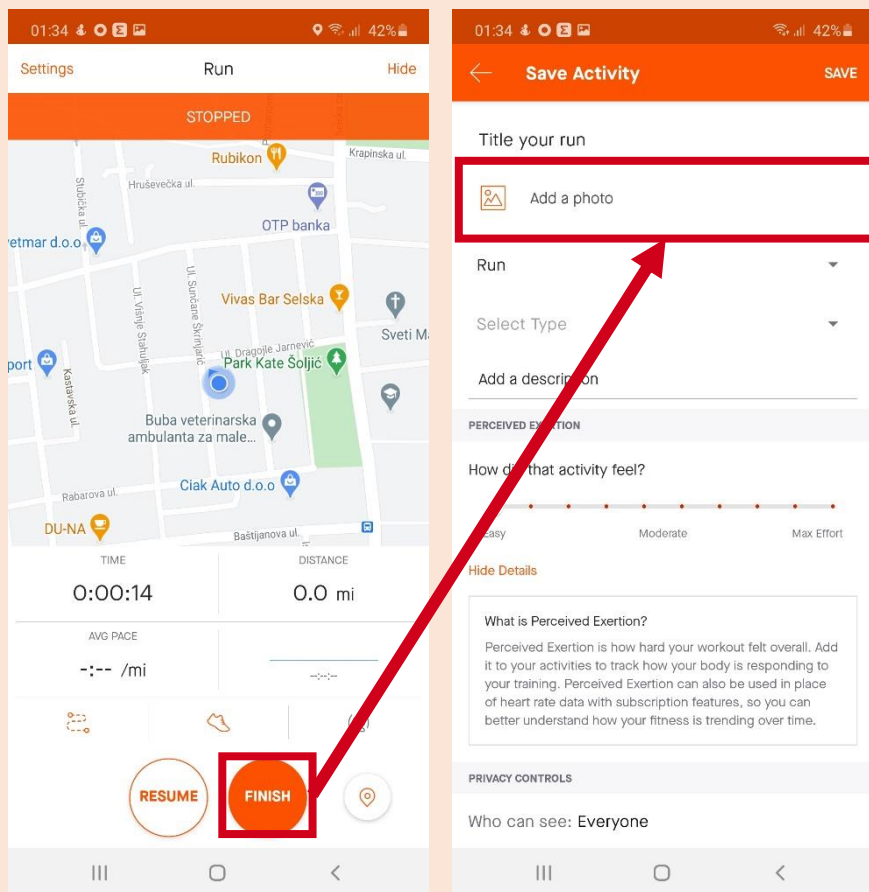 01:34 42%
Settings Run Hide
STOPPED
Rubikon
Krapinska ul.
Stubička ul.
Hruševečka ul.
OTP banka
vetmar d.o.o.
Ul. Višnje Stahuljak
Ul. Sunčane Škrinjarić
Vivas Bar Selska
Sveti M
Ul. Dragojle Jarnević
Park Kate Šoljić
port
Kastavska ul.
Buba veterinarska
ambulanta za male...
Ciak Auto d.o.o
Rabarova ul.
DU-NA
Baštijanova ul.
TIME DISTANCE
0:00:14 0.0 mi
AVG PACE
-:-- /mi --:--:--
RESUME FINISH
01:34 42%
Save Activity SAVE
Title your run
Add a photo
Run
Select Type
Add a description
PERCEIVED
How did that activity feel?
Easy Moderate Max Effort
Hide Details
What is Perceived Exertion?
Perceived Exertion is how hard your workout felt overall. Add
it to your activities to track how your body is responding to
your training. Perceived Exertion can also be used in place
of heart rate data with subscription features, so you can
better understand how your fitness is trending over time.
PRIVACY CONTROLS
Who can see: Everyone